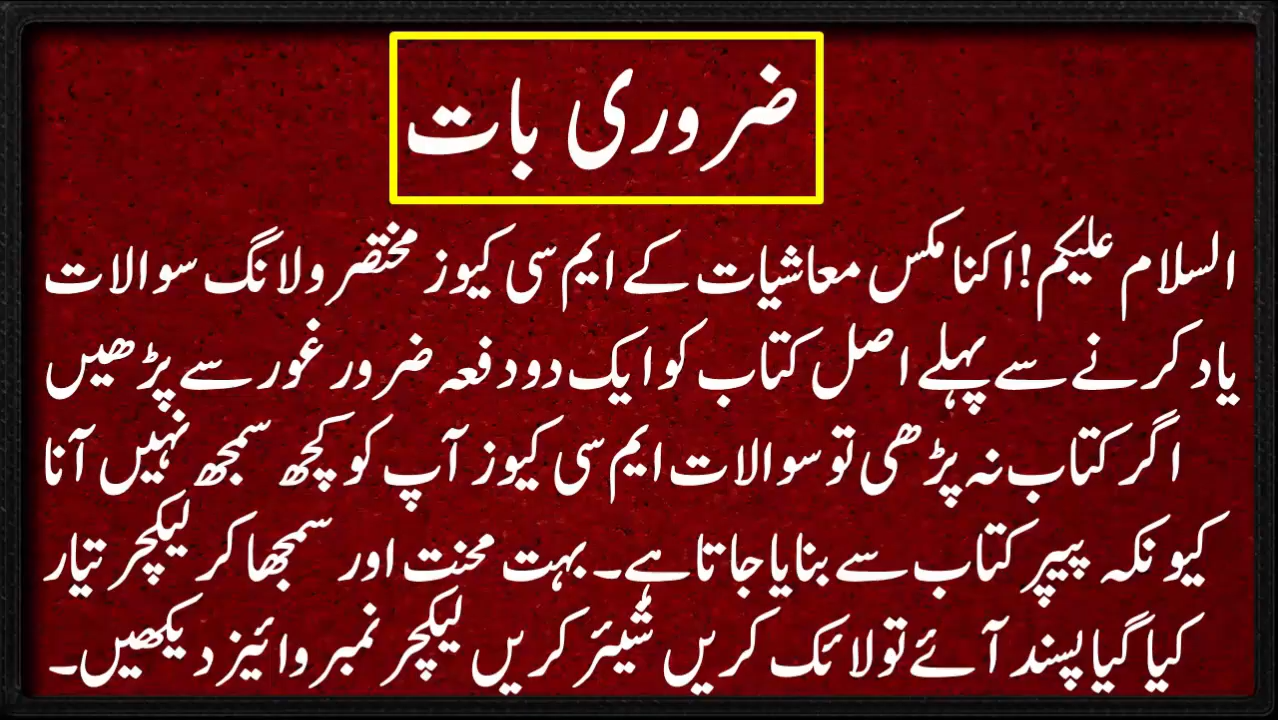 ضروری بات
السلام علیکم! اکنامکس معاشیات کے ایم سی کیوز مختصر ولانگ سوالات
یاد کرنے سے پہلے اصل کتاب کو ایک دو دفعہ ضرور غور سے پڑھیں
اگر کتاب نہ پڑھی تو سوالات ایم سی کیوز آپ کو کچھ سمجھ نہیں آنا
کیونکہ پیپر کتاب سے بنایا جاتا ہے۔ بہت محنت اور سمجھا کر لیکچر تیار
کیا گیا پسند آئے تو لائک کریں شیئر کریں لیکچر نمبر وائیز دیکھیں۔